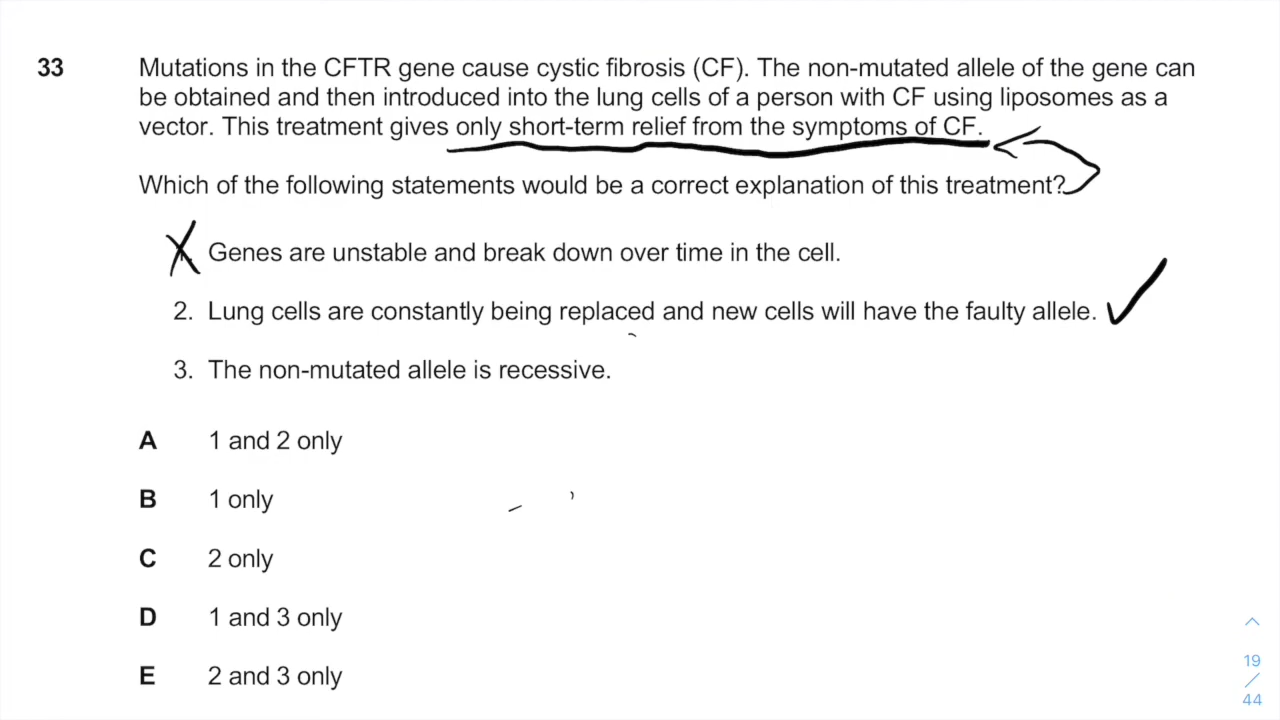 33 Mutations in the CFTR gene cause cystic fibrosis (CF). The non-mutated allele of the gene can
be obtained and then introduced into the lung cells of a person with CF using liposomes as a
vector. This treatment gives only short-term relief from the symptoms of CF.
Which of the following statements would be a correct explanation of this treatment?
Genes are unstable and break down over time in the cell.
2. Lung cells are constantly being replaced and new cells will have the faulty allele.
3. The non-mutated allele is recessive.
A 1 and 2 only
B 1 only
C 2 only
D 1 and 3 only
E 2 and 3 only
19
/
44